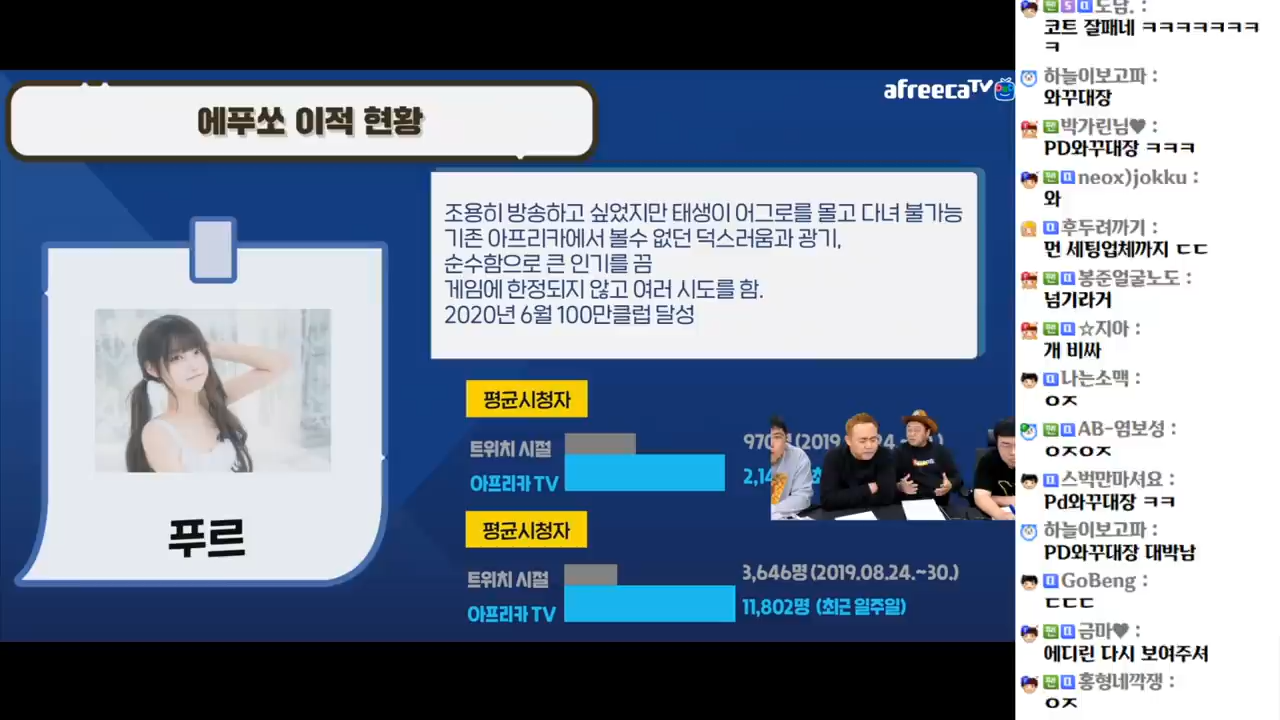 에푸쏘 이적 현황
afreecaTV
조용히 방송하고 싶었지만 태생이 어그로를 몰고 다녀 불가능
기존 아프리카에서 볼수 없던 덕스러움과 광기,
순수함으로 큰 인기를 끔
게임에 한정되지 않고 여러 시도를 함.
2020년 6월 100만클럽 달성
푸르
평균시청자
트위치 시절
970
아프리카 TV
평균시청자
트위치 시절
3,646명 (2019.08.24.~30.)
아프리카 TV
11,802명 (최근 일주일)
도남. :
코트 잘패네 ㅋㅋㅋㅋㅋㅋㅋ
ㅋ
하늘이보고파 :
와꾸대장
팬 박가린님♥ :
PD와꾸대장 ㅋㅋㅋ
팬 neox)jokku :
와
후두려까기 :
먼 세팅업체까지 ㄷㄷ
팬 봉준얼굴노도 :
넘기라거
팬 ☆지아 :
개 비싸
나는소맥 :
ㅇㅈ
팬 AB-염보성 :
ㅇㅈㅇㅈ
스벅만마셔요 :
Pd와꾸대장 ㅋㅋ
하늘이보고파 :
PD와꾸대장 대박남
GoBeng :
ㄷㄷㄷ
팬 금마♥ :
에디린 다시 보여주셔
팬 홍형네깍쟁 :
ㅇㅈ